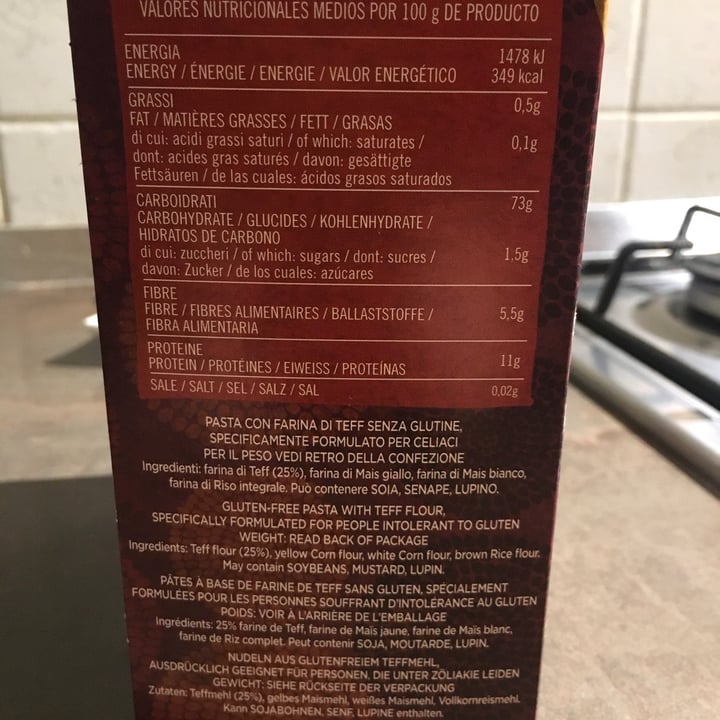 VALORES NUTRICIONALES MEDIOS POR 100 g DE PRODUCTO
ENERGIA 1478 kJ
ENERGY / ÉNERGIE / ENERGIE / VALOR ENERGÉTICO 349 kcal
GRASSI 0,5g
FAT / MATIÈRES GRASSES / FETT / GRASAS
di cui: acidi grassi saturi / of which: saturates / 0,1g
dont: acides gras saturés / davon: gesättigte
Fettsäuren / de las cuales: ácidos grasos saturados
CARBOIDRATI 73g
CARBOHYDRATE / GLUCIDES / KOHLENHYDRATE /
HIDRATOS DE CARBONO
di cui: zuccheri / of which: sugars / dont: sucres / 1.5g
davon: Zucker / de los cuales: azúcares
FIBRE
FIBRE / FIBRES ALIMENTAIRES / BALLASTSTOFFE / 5,5g
FIBRA ALIMENTARIA
PROTEINE
PROTEIN / PROTÉINES / EIWEISS / PROTEÍNAS 11g
SALE / SALT / SEL / SALZ / SAL 0,02g
PASTA CON FARINA DI TEFF SENZA GLUTINE,
SPECIFICAMENTE FORMULATO PER CELIACI
PER IL PESO VEDI RETRO DELLA CONFEZIONE
Ingredienti: farina di Teff (25%), farina di Mais giallo, farina di Mais bianco,
farina di Riso integrale. Può contenere SOIA, SENAPE, LUPINO.
GLUTEN-FREE PASTA WITH TEFF FLOUR,
SPECIFICALLY FORMULATED FOR PEOPLE INTOLERANT TO GLUTEN
WEIGHT: READ BACK OF PACKAGE
Ingredients: Teff flour (25%), yellow Corn flour, white Corn flour, brown Rice flour.
May contain SOYBEANS, MUSTARD, LUPIN.
PÂTES À BASE DE FARINE DE TEFF SANS GLUTEN, SPÉCIALEMENT
FORMULÉES POUR LES PERSONNES SOUFFRANT D'INTOLÉRANCE AU GLUTEN
POIDS: VOIR À L'ARRIÈRE DE L'EMBALLAGE
Ingrédients: 25% farine de Teff, farine de Maïs jaune, farine de Maïs blanc,
farine de Riz complet. Peut contenir SOJA, MOUTARDE, LUPIN.
NUDELN AUS GLUTENFREIEM TEFFMEHL,
AUSDRÜCKLICH GEEIGNET FÜR PERSONEN, DIE UNTER ZÖLIAKIE LEIDEN
GEWICHT: SIEHE RÜCKSEITE DER VERPACKUNG
Zutaten: Teffmehl (25%), gelbes Maismehl, weißes Maismehl, Vollkornreismehl.
Kann SOJABOHNEN, SENF, LUPINE enthalten.